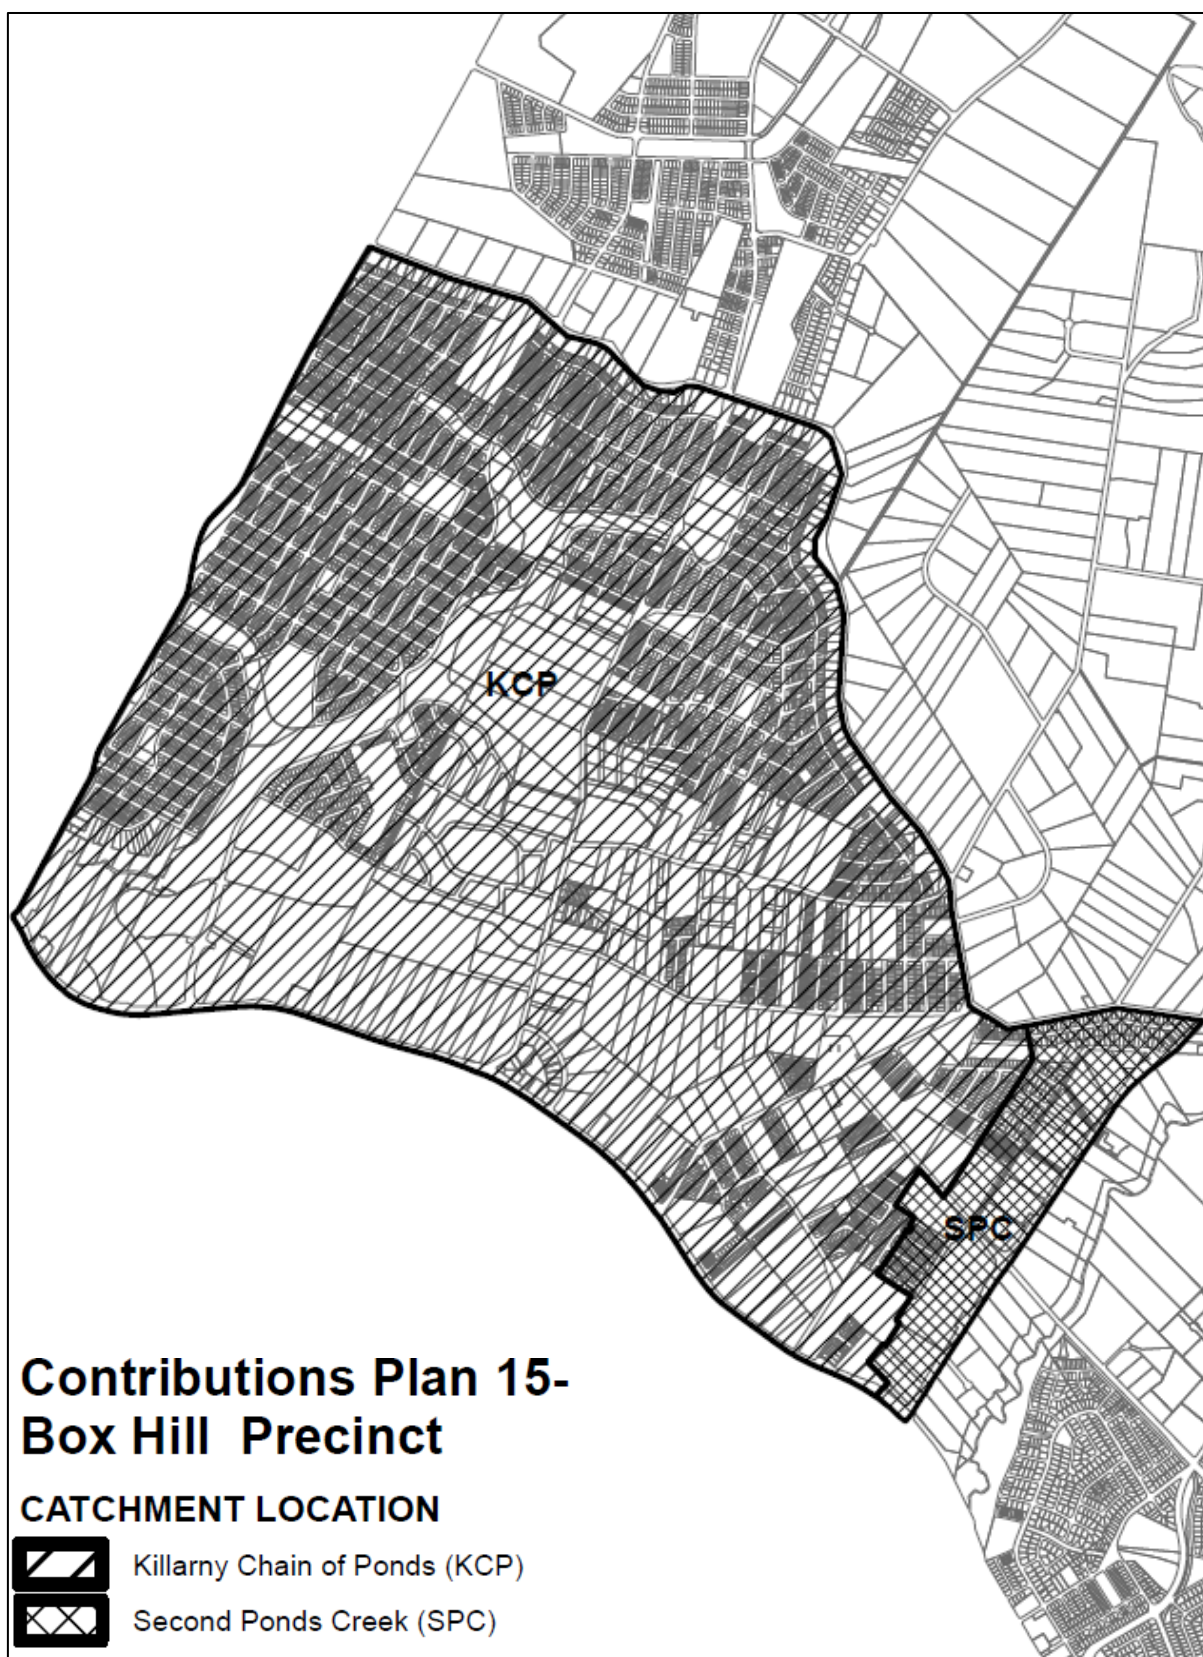 KCP
SPC
Contributions Plan 15-
Box Hill Precinct
CATCHMENT LOCATION
Killarny Chain of Ponds (KCP)
Second Ponds Creek (SPC)